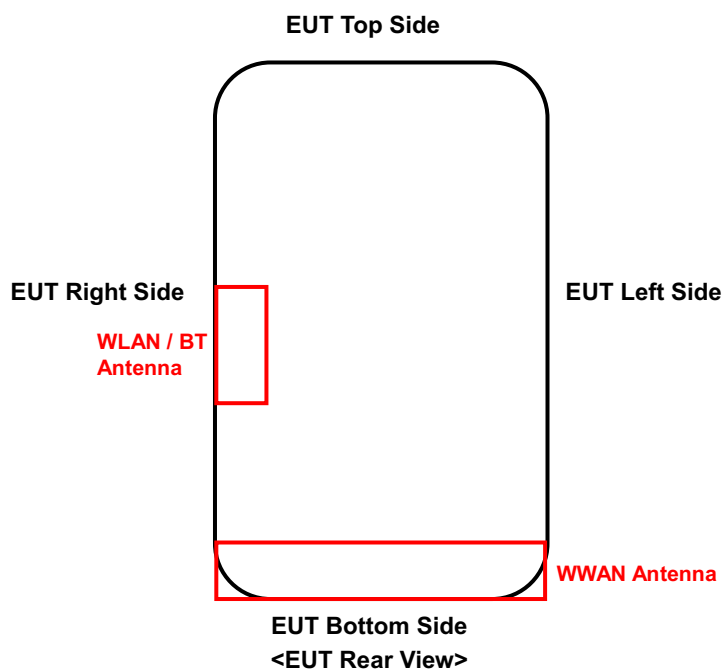 EUT Top Side
EUT Right Side
EUT Left Side
WLAN / BT
Antenna
WWAN Antenna
EUT Bottom Side
<EUT Rear View>